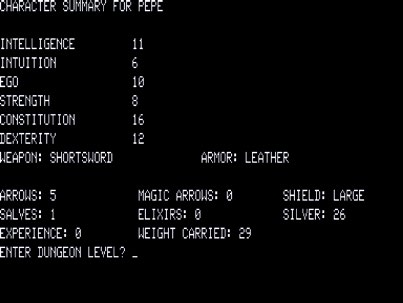 CHARACTER SUMMARY FOR PEPE
INTELLIGENCE 11
INTUITION 6
EGO 10
STRENGTH 8
CONSTITUTION 16
DEXTERITY 12
WEAPON: SHORTSWORD ARMOR: LEATHER
ARROWS: 5 MAGIC ARROWS: 0 SHIELD: LARGE
SALVES: 1 ELIXIRS: 0 SILVER: 26
EXPERIENCE: 0 WEIGHT CARRIED: 29
ENTER DUNGEON LEVEL? _